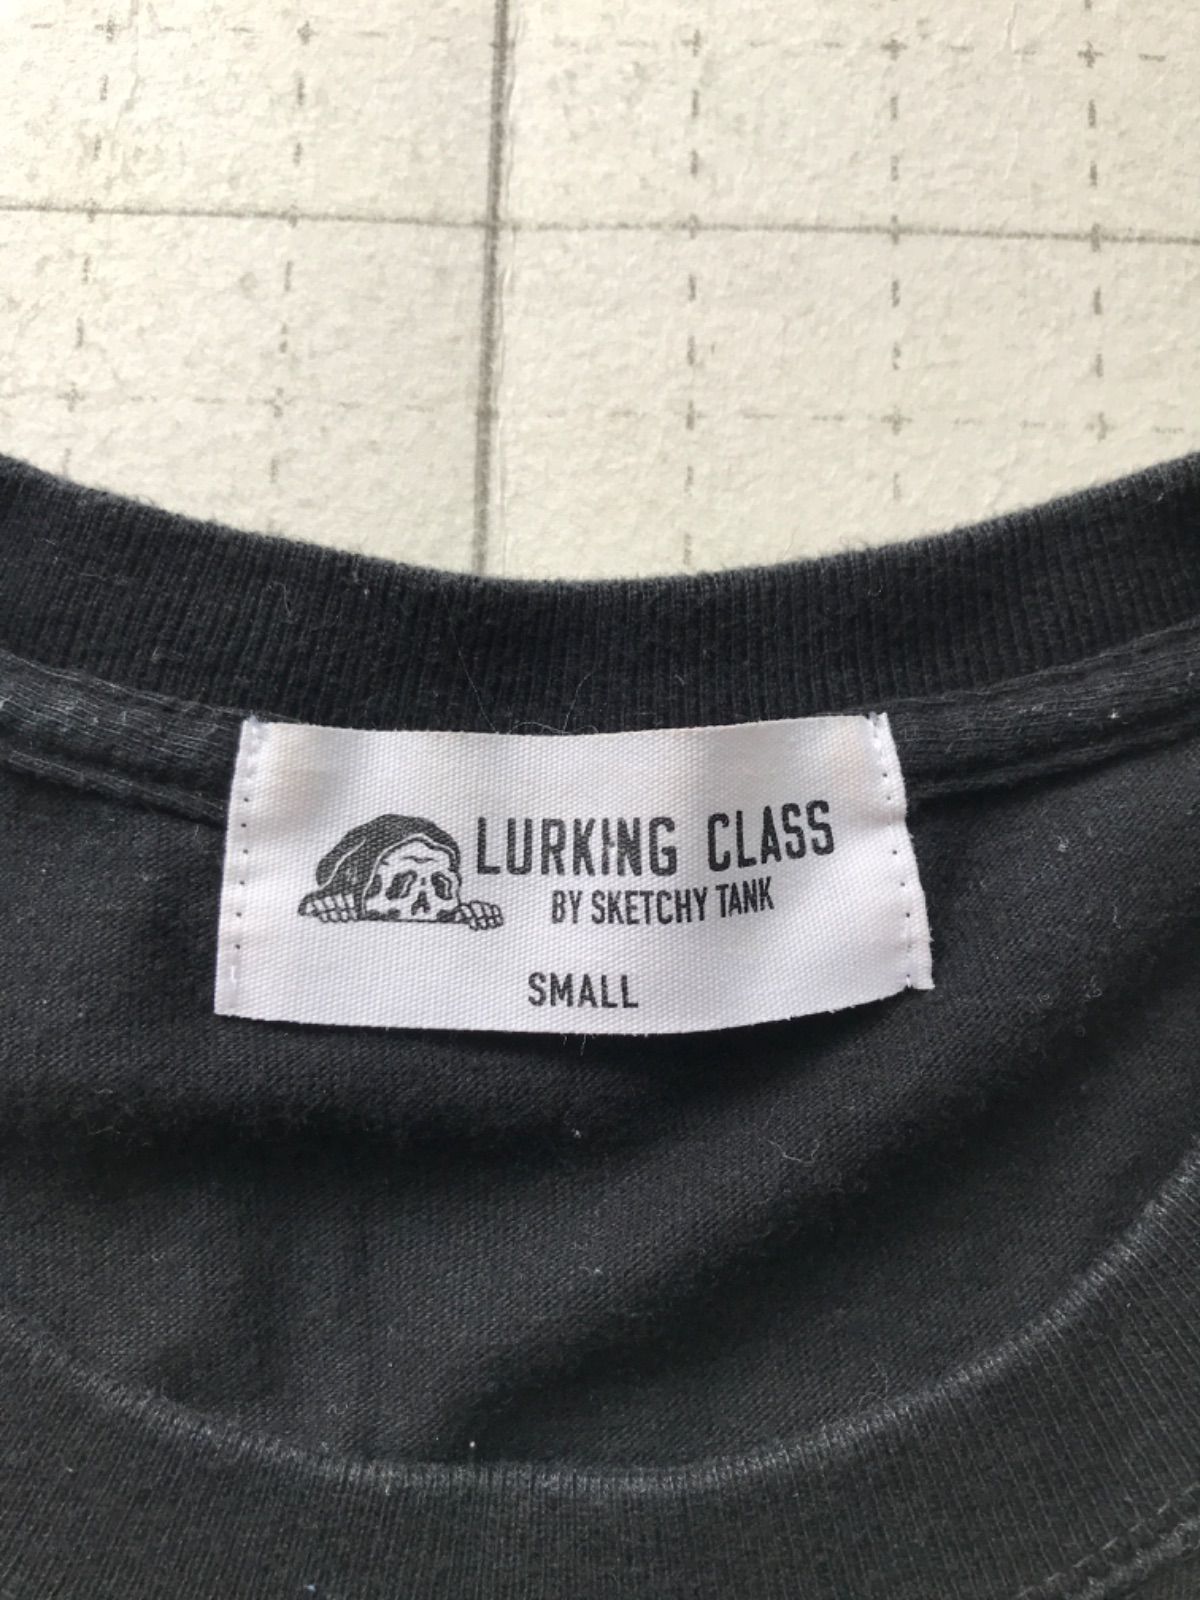 LURKING CLASS
BY SKETCHY TANK
SMALL